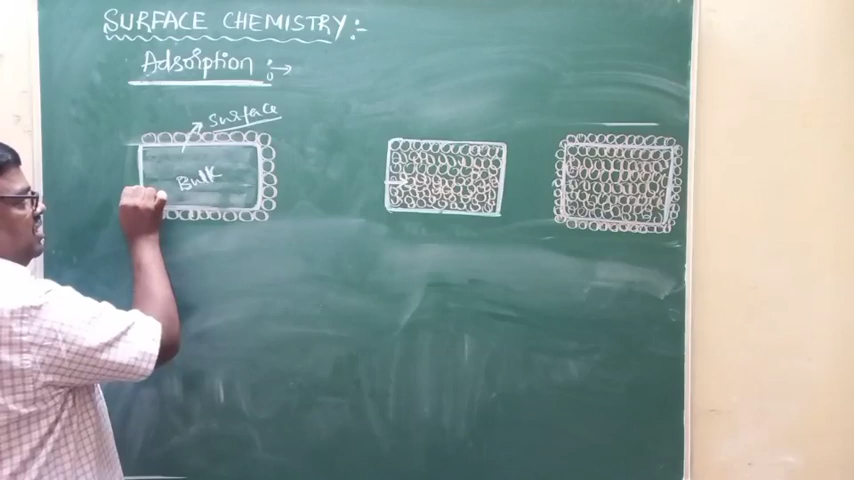 SURFACE CHEMISTRY:-
Adsorption :→
Surface
Bulk